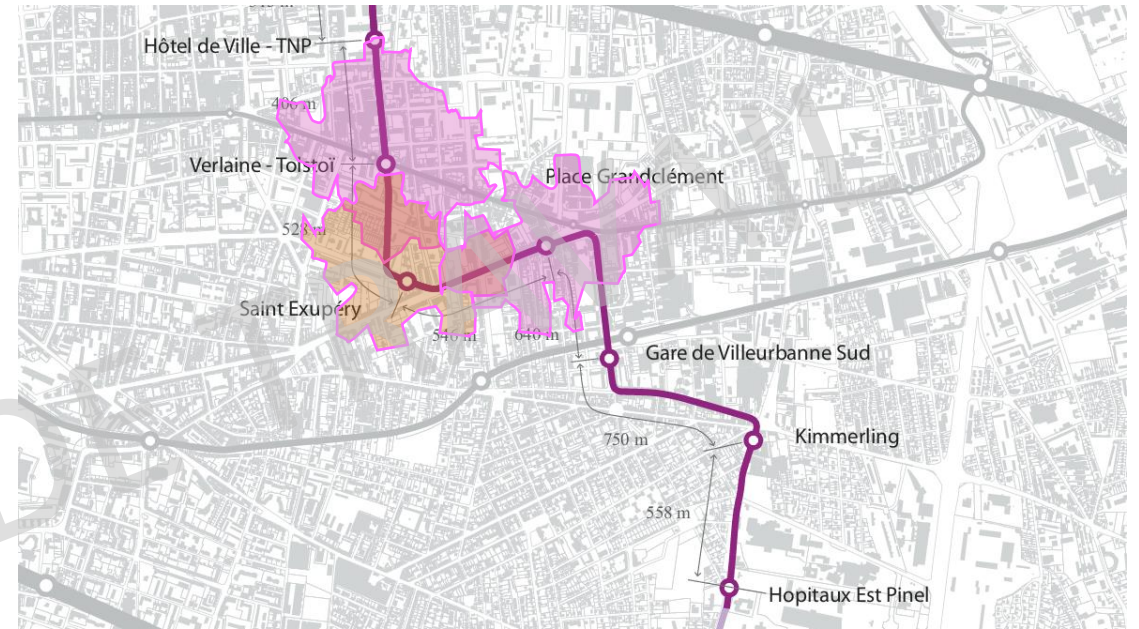 Hôtel de Ville - TNP
406 m
Verlaine - Tolstoï
Place Grandclément
528 m
Saint Exupéry
540 m
640 m
Gare de Villeurbanne Sud
750 m
Kimmerling
558 m
Hopitaux Est Pinel